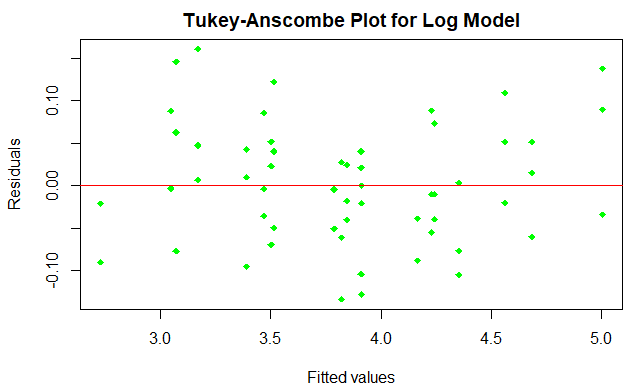 Tukey-Anscombe Plot for Log Model
Residuals
0.10
0.00
-0.10
3.0 3.5 4.0 4.5 5.0
Fitted values